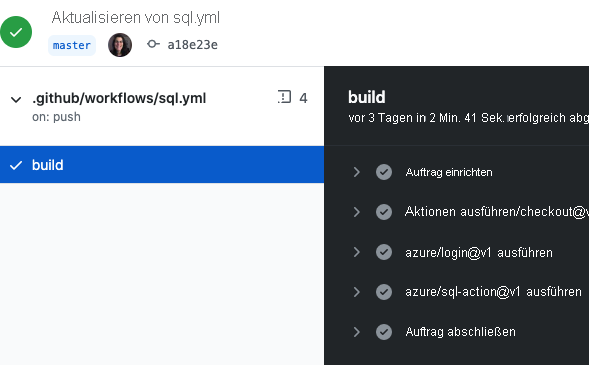 Aktualisieren von sql.yml
master a18e23e
.github/workflows/sql.yml 4
on: push
build
build
vor 3 Tagen in 2 Min. 41 Sek. erfolgreich abg
Auftrag einrichten
Aktionen ausführen/checkout@v
azure/login@v1 ausführen
azure/sql-action@v1 ausführen
Auftrag abschließen